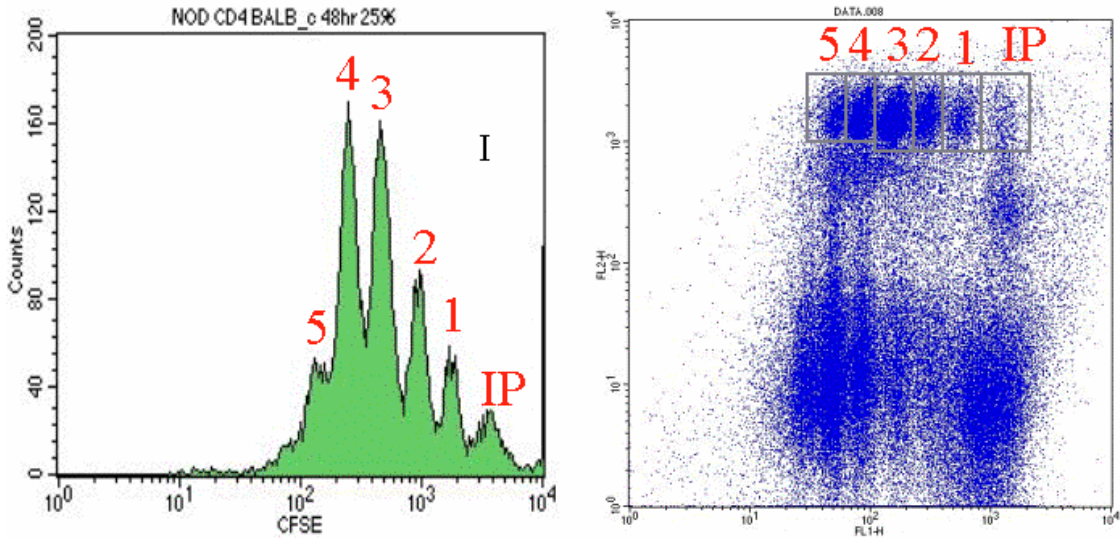 NOD CD4 BALB_c 48hr 25%
200
160
120
80
40
0
Counts
4
3
I
2
1
5
IP
10^0 10^1 10^2 10^3 10^4
CFSE
DATA.008
5 4 3 2 1 IP
10^4
10^3
10^2
10^1
10^0
FL2-H
10^0 10^1 10^2 10^3 10^4
FL1-H